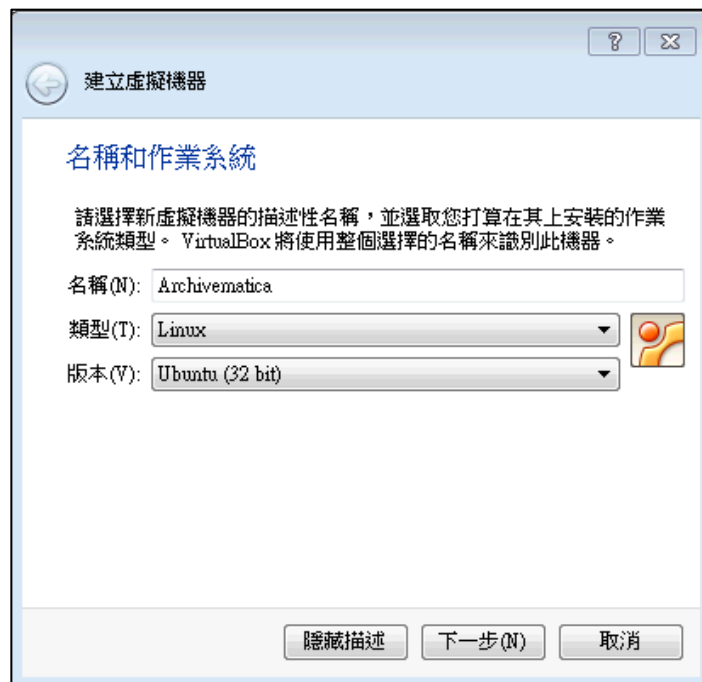 建立虛擬機器
名稱和作業系統
請選擇新虛擬機器的描述性名稱，並選取您打算在其上安裝的作業
系統類型。 VirtualBox 將使用整個選擇的名稱來識別此機器。
名稱(N): Archivematica
類型(T): Linux
版本(V): Ubuntu (32 bit)
隱藏描述 下一步(N) 取消